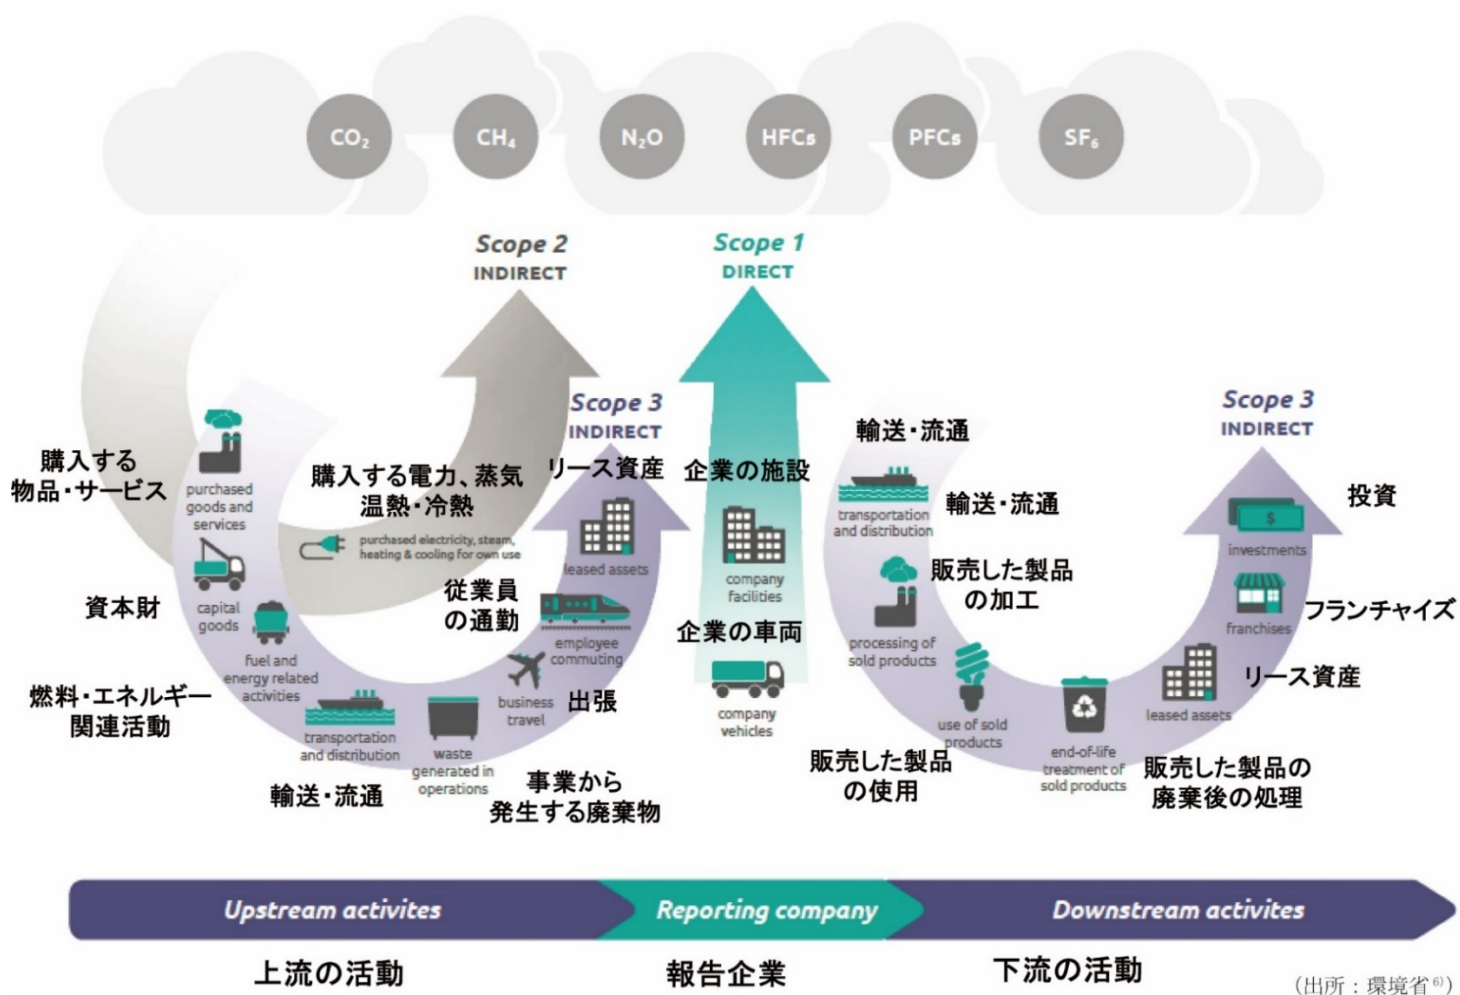 CO₂
CH₄
N₂O
HFCs
PFCs
SF₆
Scope 2
INDIRECT
Scope 1
DIRECT
Scope 3
INDIRECT
Scope 3
INDIRECT
購入する
物品・サービス
purchased
goods and
services
資本財
capital
goods
燃料・エネルギー
関連活動
fuel and
energy related
activities
購入する電力、蒸気
温熱・冷熱
purchased electricity, steam,
heating & cooling for own use
輸送・流通
transportation
and distribution
waste
generated in
operations
事業から
発生する廃棄物
business
travel
出張
従業員
の通勤
employee
commuting
リース資産
leased assets
企業の施設
company
facilities
企業の車両
company
vehicles
輸送・流通
輸送・流通
transportation
and distribution
販売した製品
の加工
processing of
sold products
use of sold
products
販売した製品
の使用
end-of-life
treatment of
sold products
販売した製品の
廃棄後の処理
リース資産
leased assets
フランチャイズ
franchises
投資
$
investments
Upstream activites
Reporting company
Downstream activites
上流の活動
報告企業
下流の活動
（出所：環境省⁶⁾）